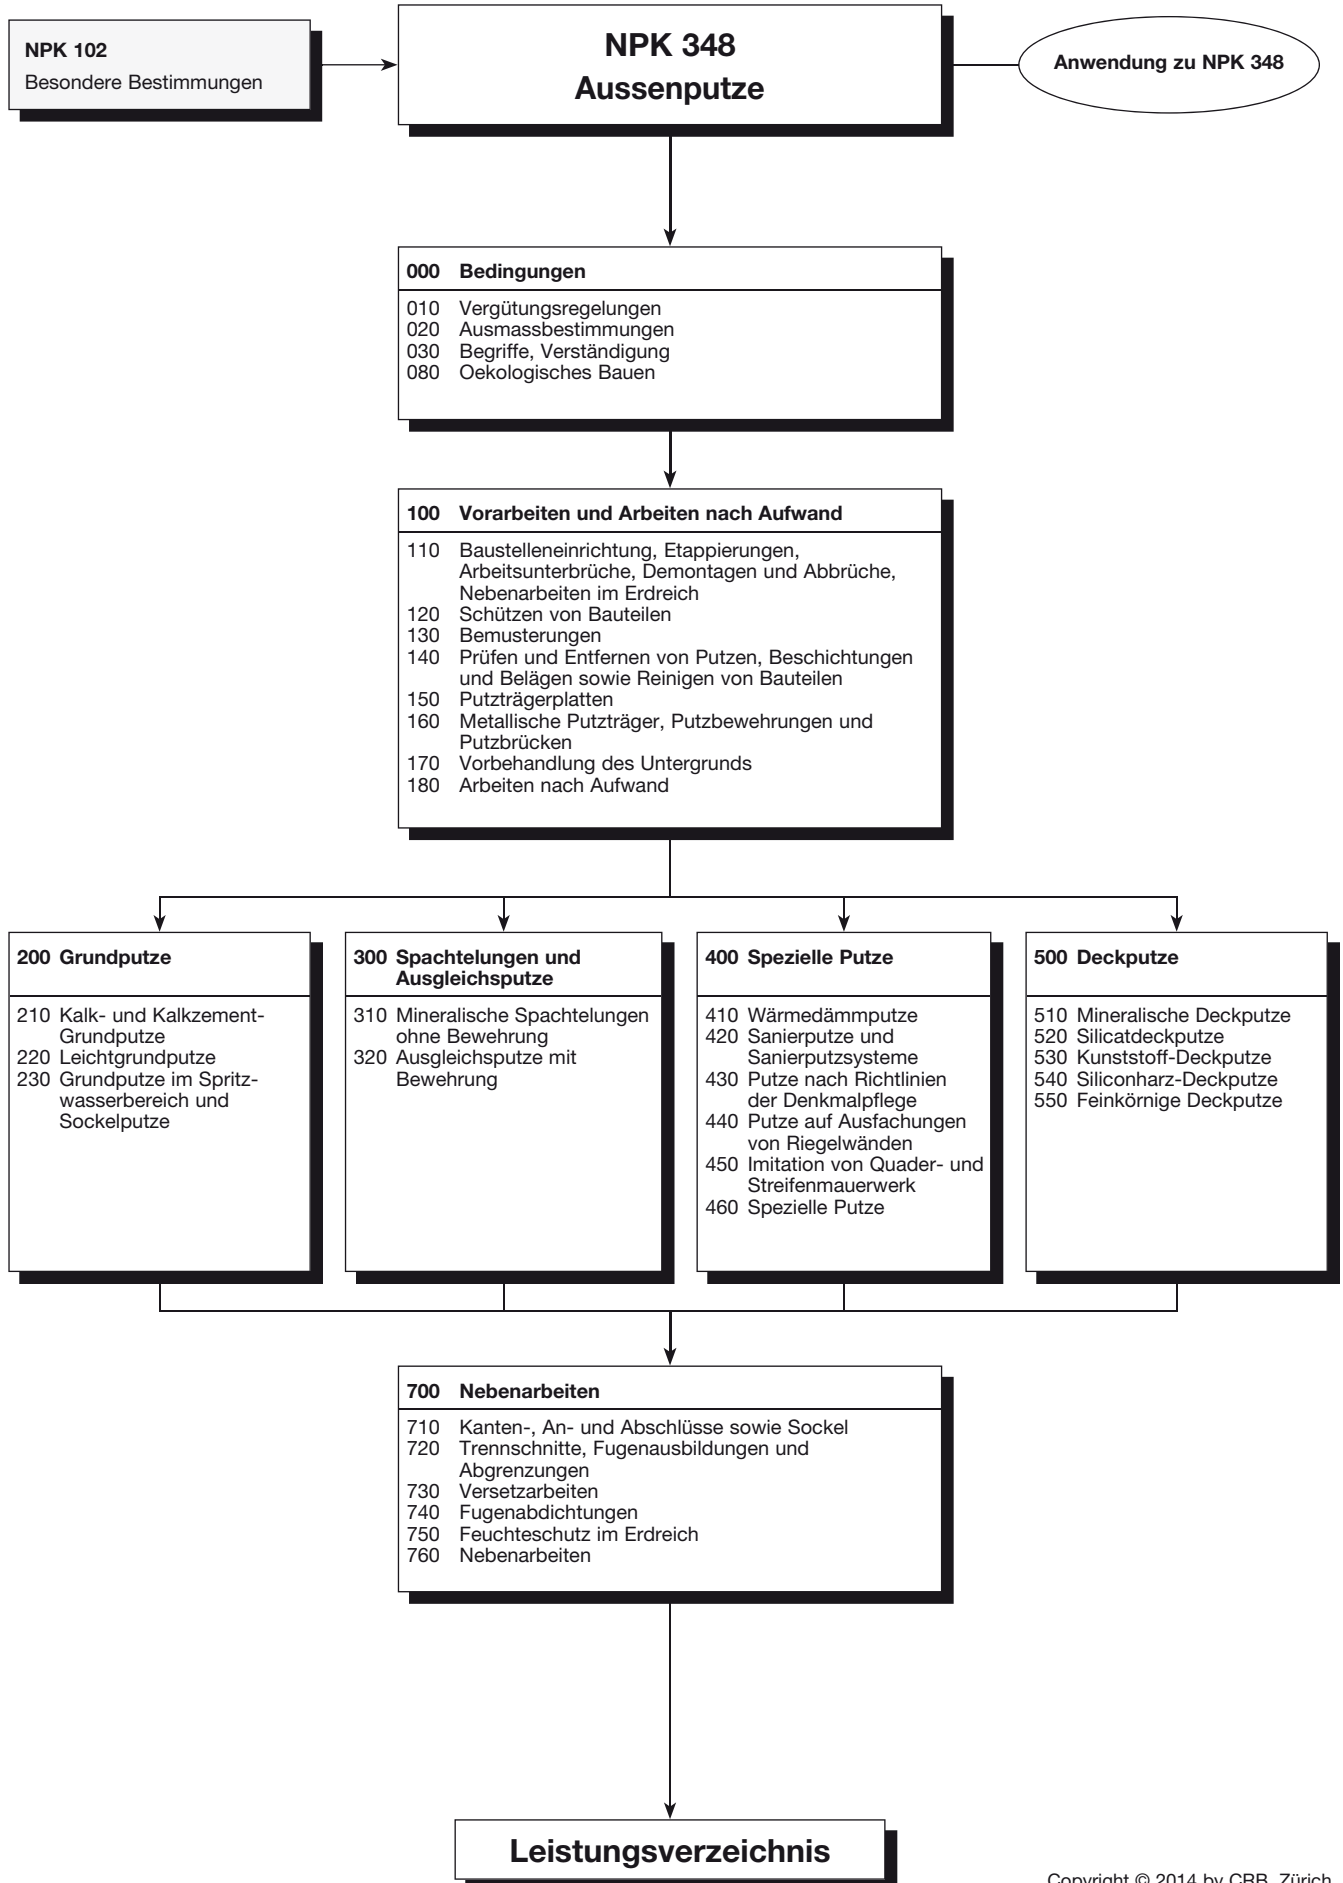 NPK 102
Besondere Bestimmungen
NPK 348
Aussenputze
Anwendung zu NPK 348
000 Bedingungen
010 Vergütungsregelungen
020 Ausmassbestimmungen
030 Begriffe, Verständigung
080 Oekologisches Bauen
100 Vorarbeiten und Arbeiten nach Aufwand
110 Baustelleneinrichtung, Etappierungen,
Arbeitsunterbrüche, Demontagen und Abbrüche,
Nebenarbeiten im Erdreich
120 Schützen von Bauteilen
130 Bemusterungen
140 Prüfen und Entfernen von Putzen, Beschichtungen
und Belägen sowie Reinigen von Bauteilen
150 Putzträgerplatten
160 Metallische Putzträger, Putzbewehrungen und
Putzbrücken
170 Vorbehandlung des Untergrunds
180 Arbeiten nach Aufwand
200 Grundputze
210 Kalk- und Kalkzement-
Grundputze
220 Leichtgrundputze
230 Grundputze im Spritz-
wasserbereich und
Sockelputze
300 Spachtelungen und
Ausgleichsputze
310 Mineralische Spachtelungen
ohne Bewehrung
320 Ausgleichsputze mit
Bewehrung
400 Spezielle Putze
410 Wärmedämmputze
420 Sanierputze und
Sanierputzsysteme
430 Putze nach Richtlinien
der Denkmalpflege
440 Putze auf Ausfachungen
von Riegelwänden
450 Imitation von Quader- und
Streifenmauerwerk
460 Spezielle Putze
500 Deckputze
510 Mineralische Deckputze
520 Silicatdeckputze
530 Kunststoff-Deckputze
540 Siliconharz-Deckputze
550 Feinkörnige Deckputze
700 Nebenarbeiten
710 Kanten-, An- und Abschlüsse sowie Sockel
720 Trennschnitte, Fugenausbildungen und
Abgrenzungen
730 Versetzarbeiten
740 Fugenabdichtungen
750 Feuchteschutz im Erdreich
760 Nebenarbeiten
Leistungsverzeichnis
Copyright © 2014 by CRB, Zürich